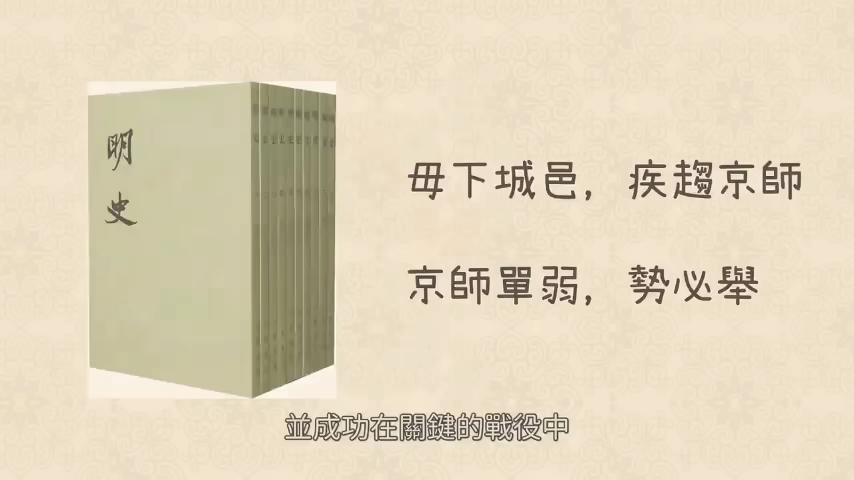 明史
毋下城邑，疾趨京師
京師單弱，勢必舉
並成功在關鍵的戰役中